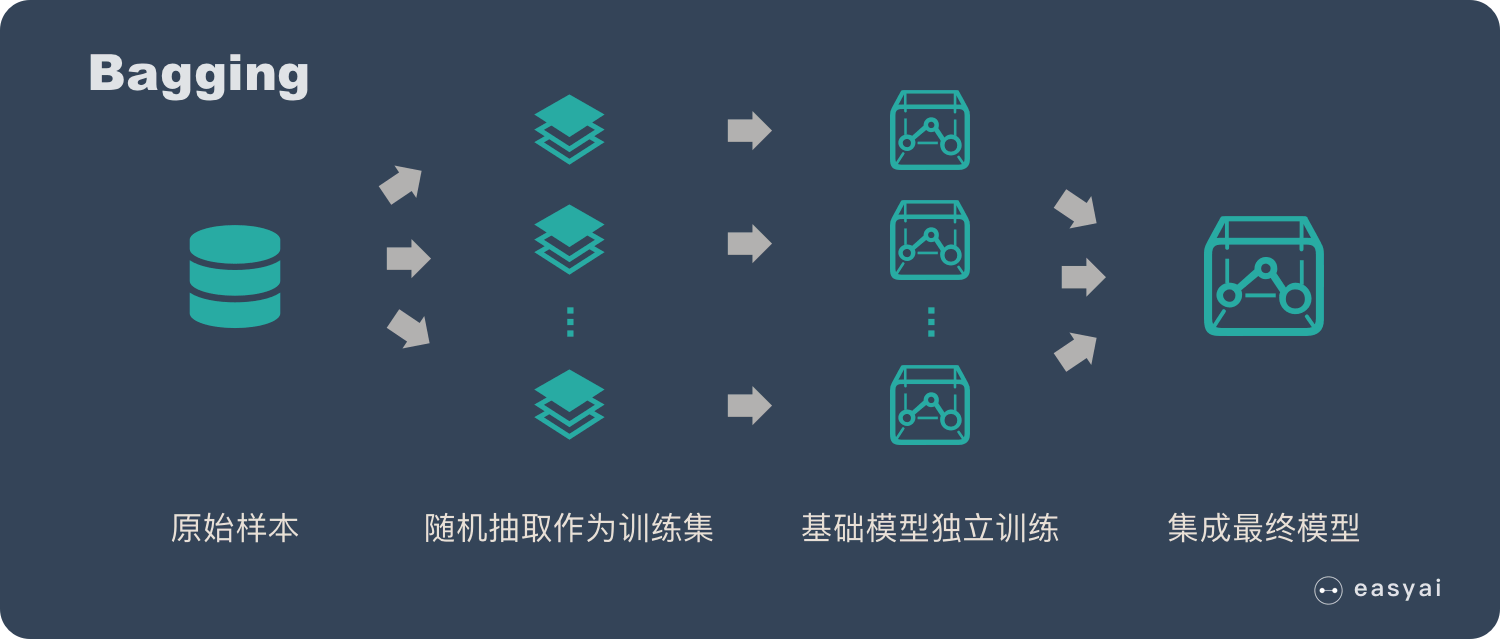 Bagging
原始样本
随机抽取作为训练集
基础模型独立训练
集成最终模型
easyai